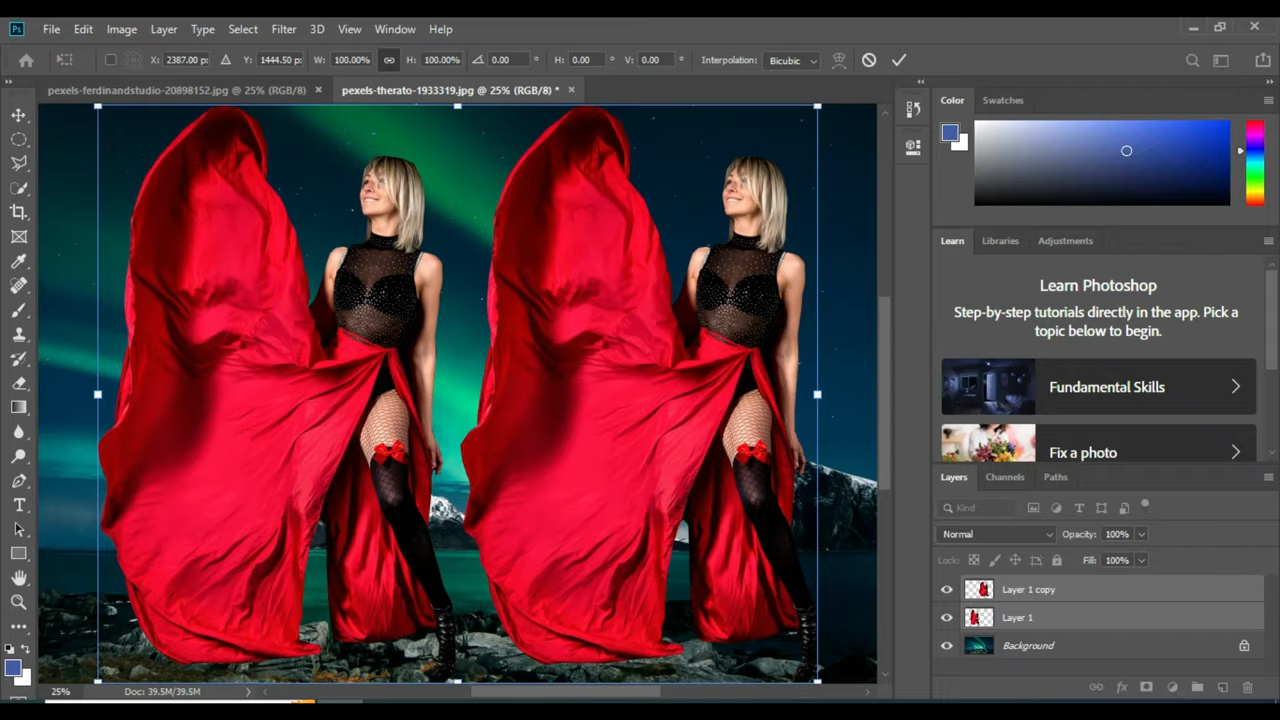 Ps File Edit Image Layer Type Select Filter 3D View Window Help
X: 2387.00 p: Y: 1444.50 p: W: 100.00% H: 100.00% 0.00 ° H: 0.00 ° V: 0.00 ° Interpolation: Bicubic
pexels-ferdinandstudio-20898152.jpg @ 25% (RGB/8) × pexels-therato-1933319.jpg @ 25% (RGB/8) * ×
Color Swatches
Learn Libraries Adjustments
Learn Photoshop
Step-by-step tutorials directly in the app. Pick a
topic below to begin.
Fundamental Skills
Fix a photo
Layers Channels Paths
Kind
Normal Opacity: 100%
Lock: Fill: 100%
Layer 1 copy
Layer 1
Background
25% Doc: 39.5M/39.5M